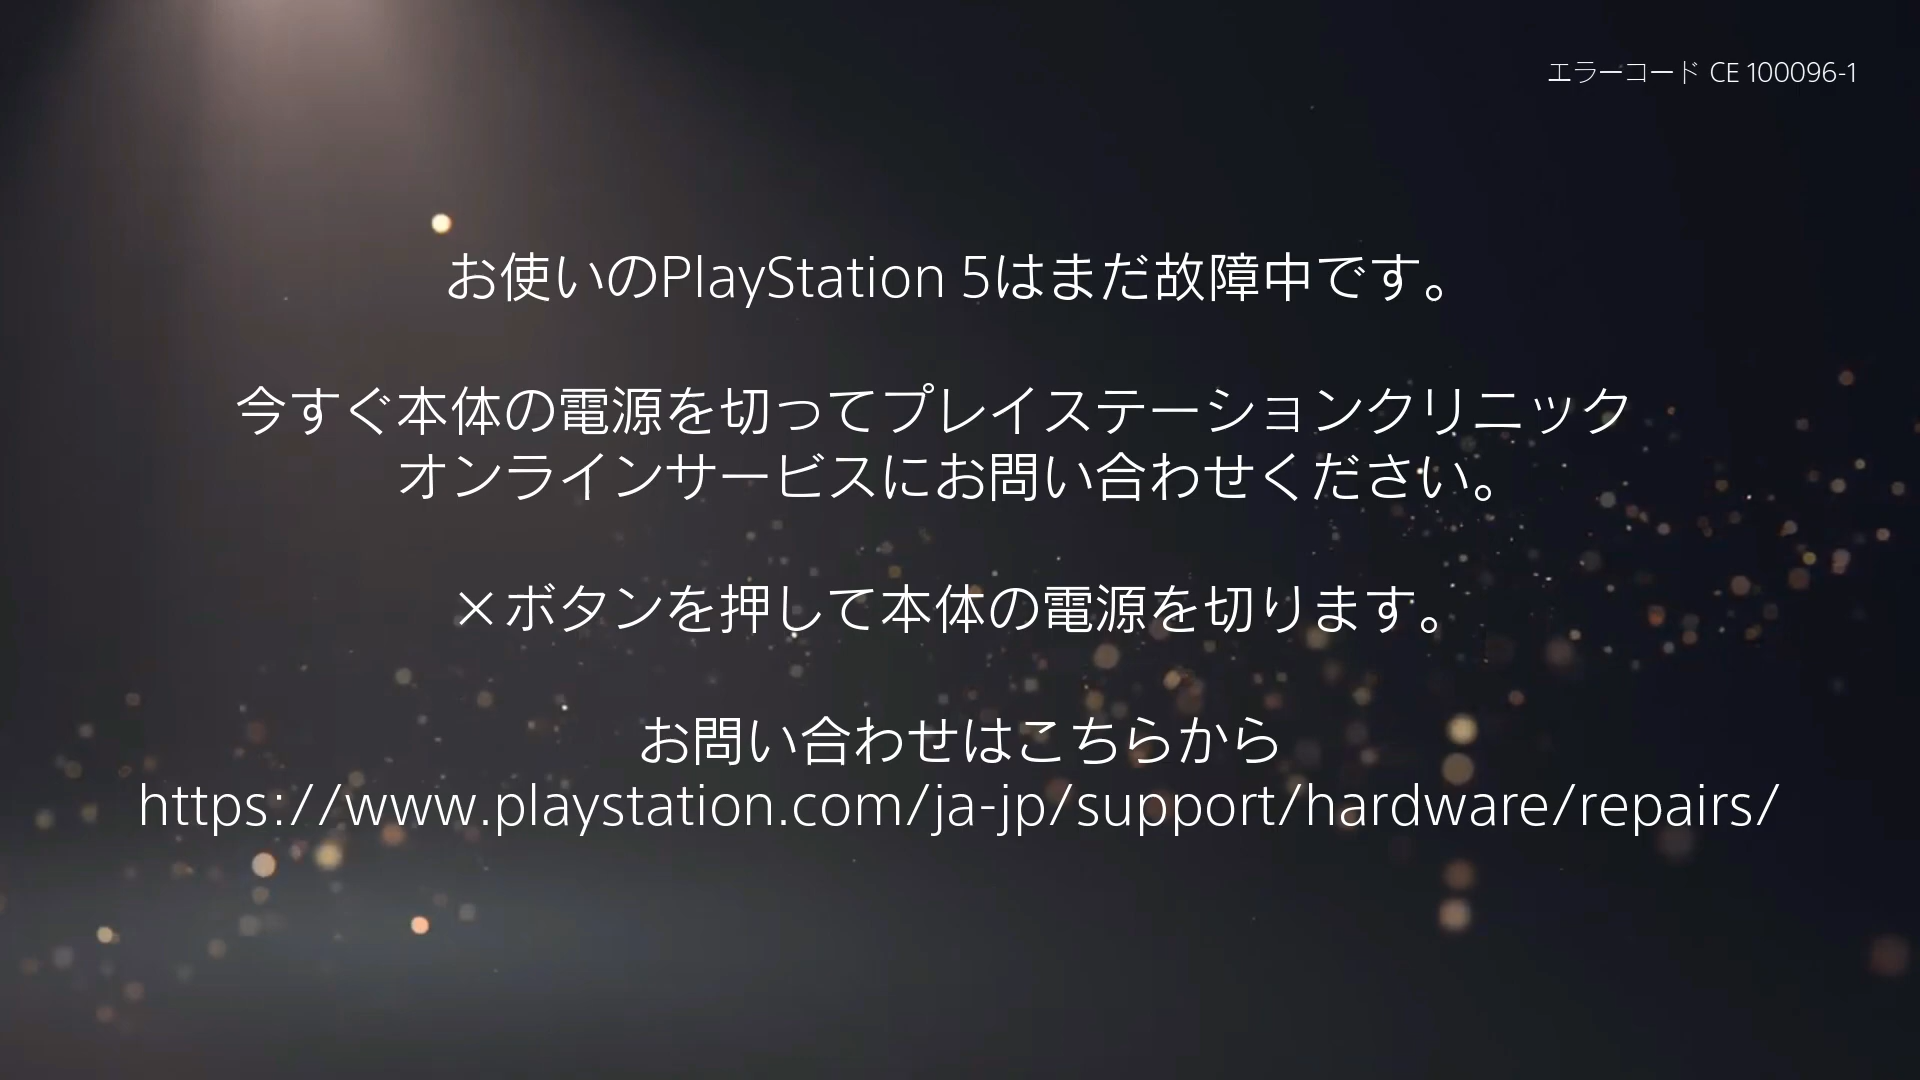 エラーコード CE 100096-1
お使いのPlayStation 5はまだ故障中です。
今すぐ本体の電源を切ってプレイステーションクリニック
オンラインサービスにお問い合わせください。
×ボタンを押して本体の電源を切ります。
お問い合わせはこちらから
https://www.playstation.com/ja-jp/support/hardware/repairs/